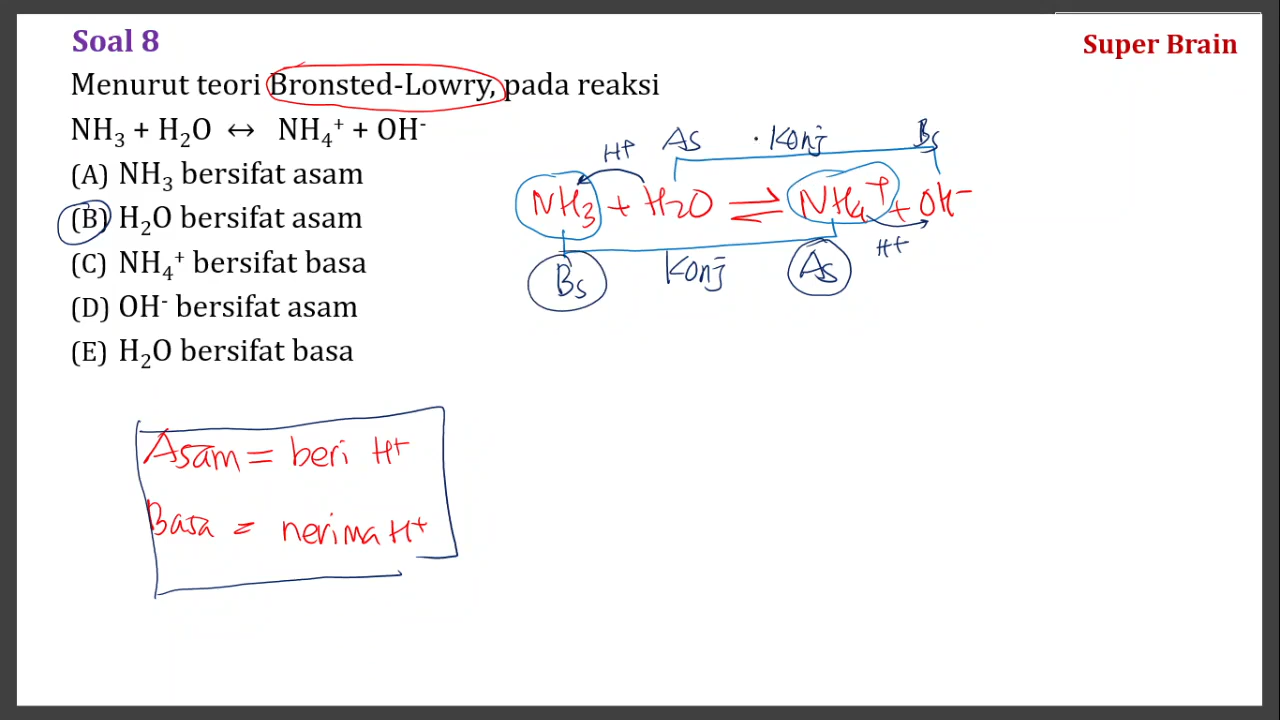 Soal 8
Super Brain
Menurut teori Bronsted-Lowry, pada reaksi
NH₃ + H₂O ↔ NH₄⁺ + OH⁻
(A) NH₃ bersifat asam
(B) H₂O bersifat asam
(C) NH₄⁺ bersifat basa
(D) OH⁻ bersifat asam
(E) H₂O bersifat basa
H+ As Konj Bs
NH3 + H2O ⇌ NH4+ + OH-
Bs Konj As H+
Asam = beri H+
Basa = nerima H+